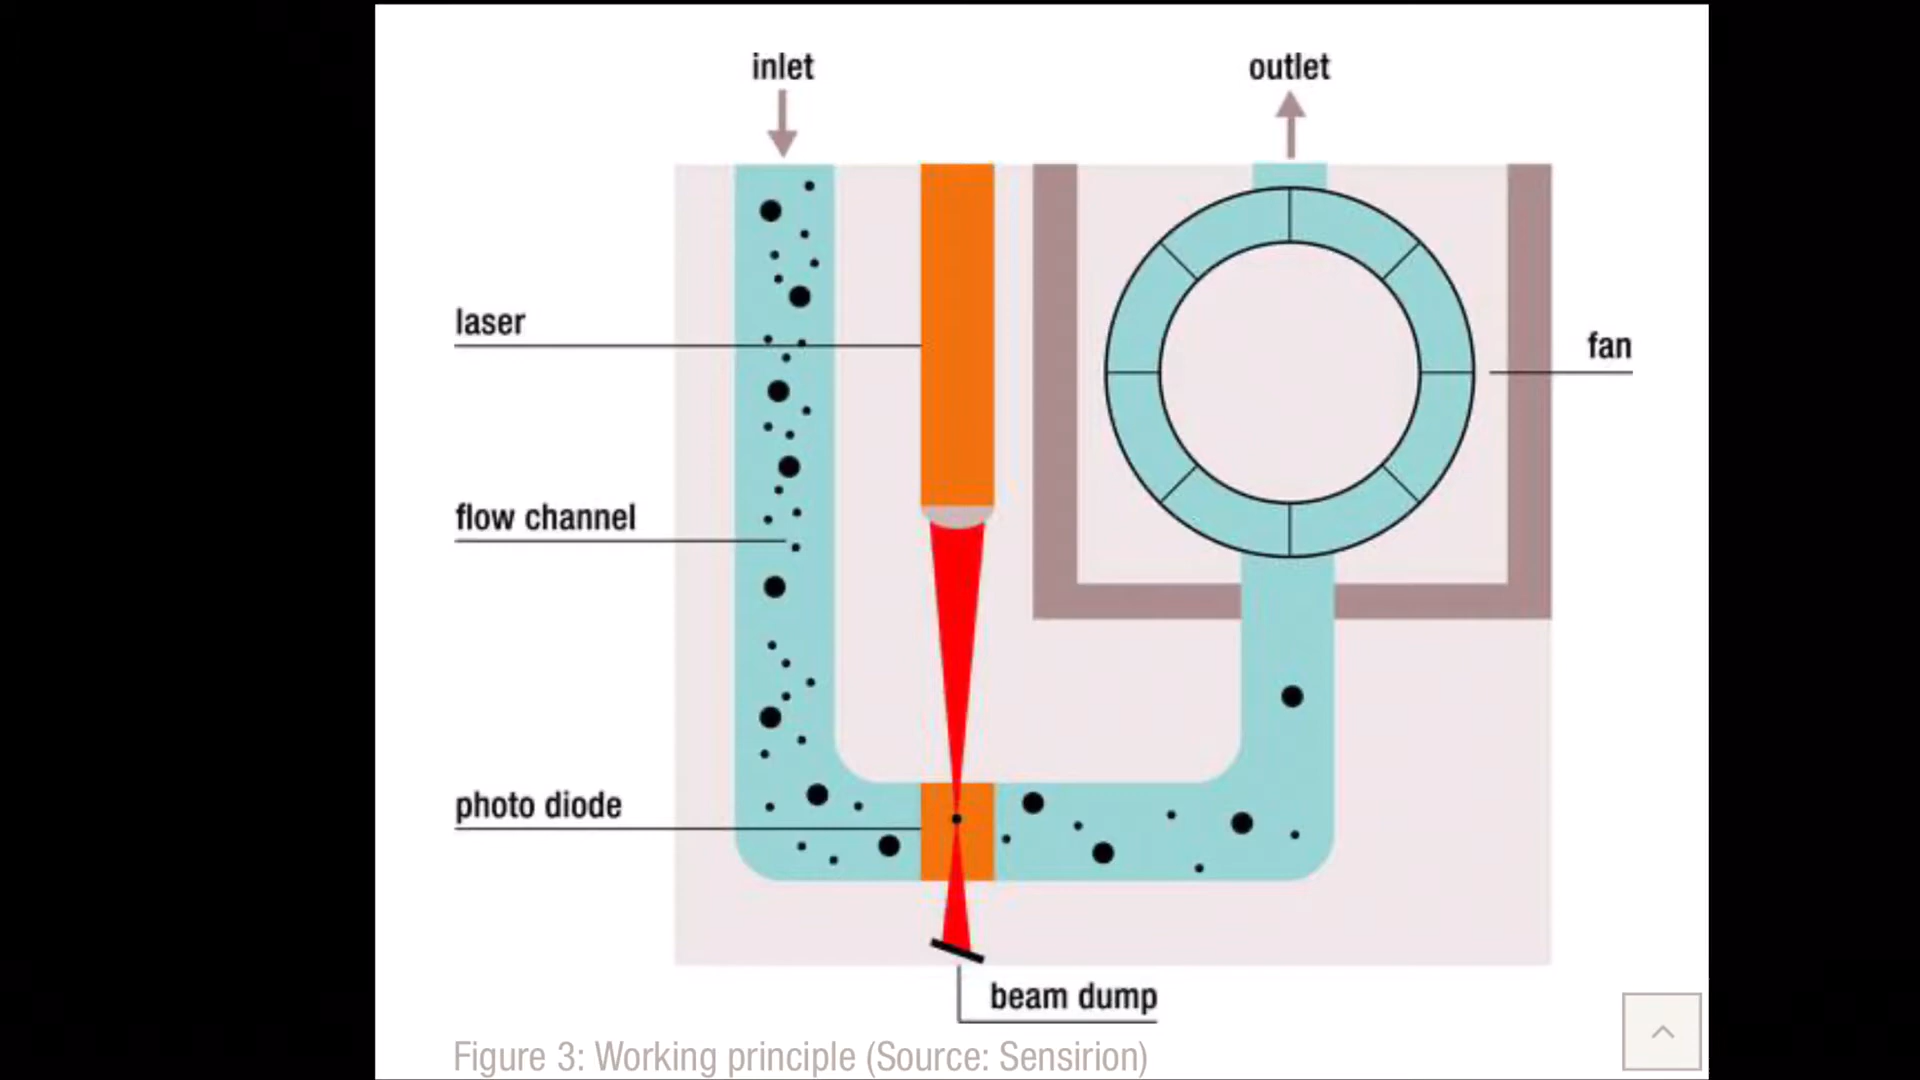 inlet
outlet
laser
fan
flow channel
photo diode
beam dump
Figure 3: Working principle (Source: Sensirion)